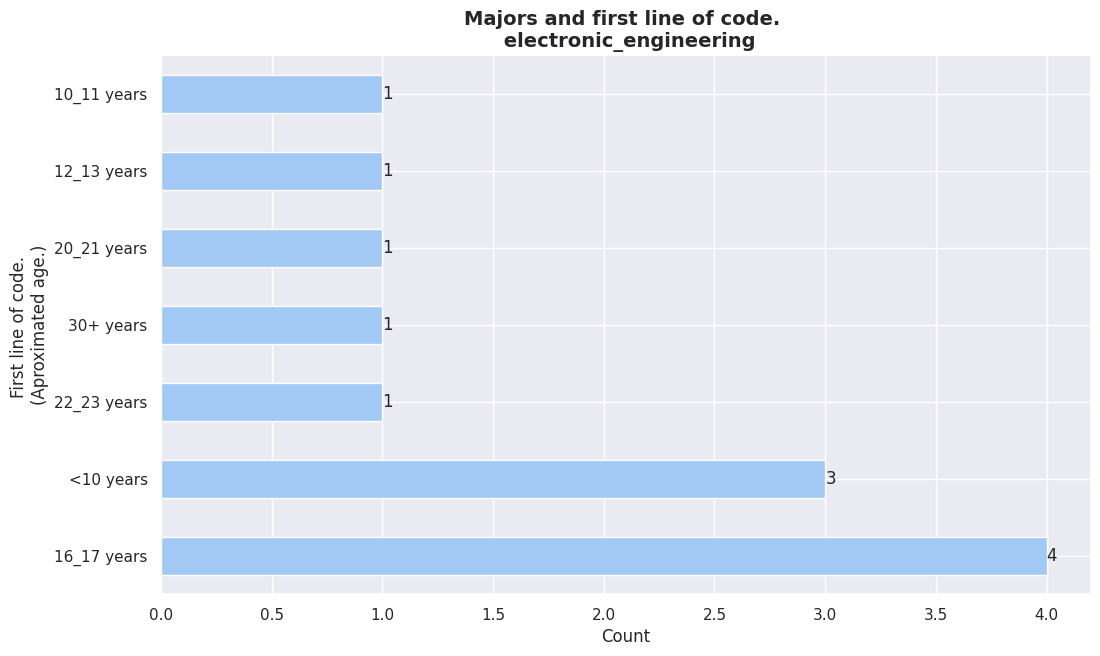 Majors and first line of code.
electronic_engineering
First line of code.
(Aproximated age.)
10_11 years
1
12_13 years
1
20_21 years
1
30+ years
1
22_23 years
1
<10 years
3
16_17 years
4
0.0 0.5 1.0 1.5 2.0 2.5 3.0 3.5 4.0
Count